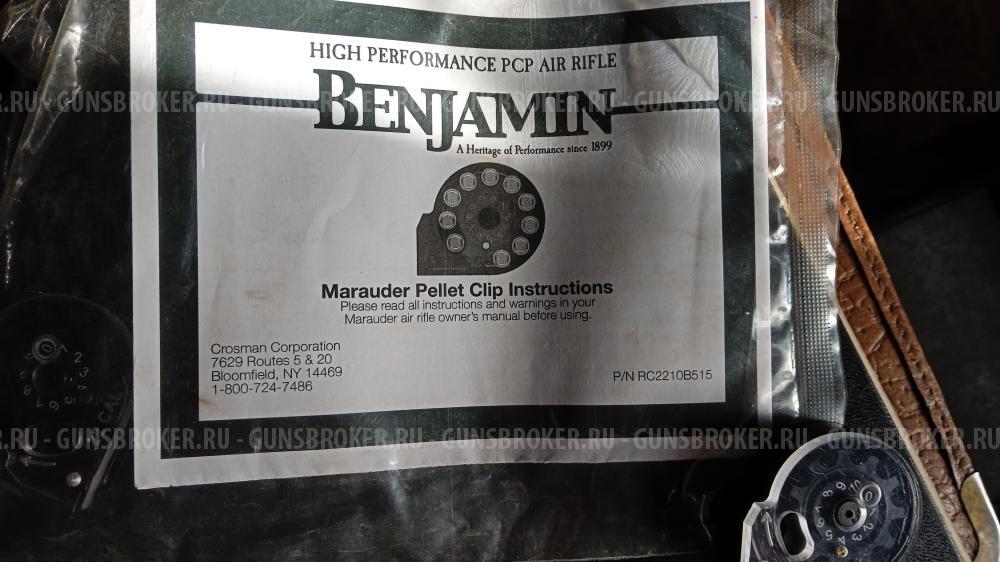 HIGH PERFORMANCE PCP AIR RIFLE
BENJAMIN
A Heritage of Performance since 1899
Marauder Pellet Clip Instructions
Please read all instructions and warnings in your
Marauder air rifle owner's manual before using.
Crosman Corporation
7629 Routes 5 & 20
Bloomfield, NY 14469
1-800-724-7486
P/N RC2210B515
.RU - GUNSBROKER.RU - GUNSBROKER.RU - GUNSBROKER.RU - GUNSBROKER.RU - GUNSBROKER.RU
.RU - GUNSBROKER.RU - GUNSBROKER.RU - GUNSBROKER.RU - GUNSBROKER.RU - GUNSBROKER.RU